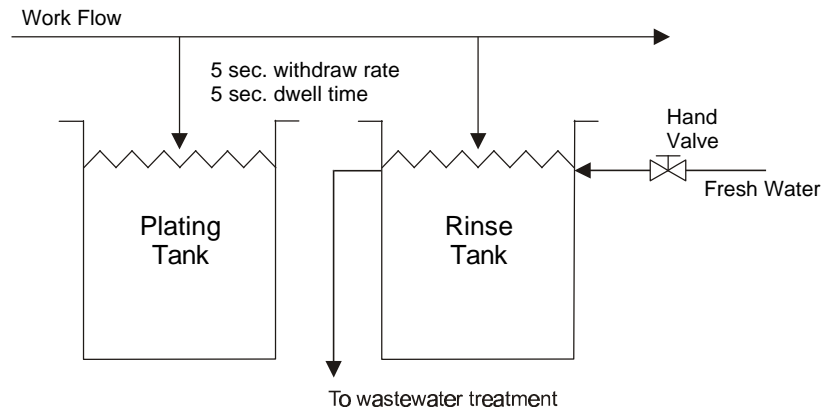 Work Flow
5 sec. withdraw rate
5 sec. dwell time
Hand
Valve
Fresh Water
Plating
Tank
Rinse
Tank
To wastewater treatment